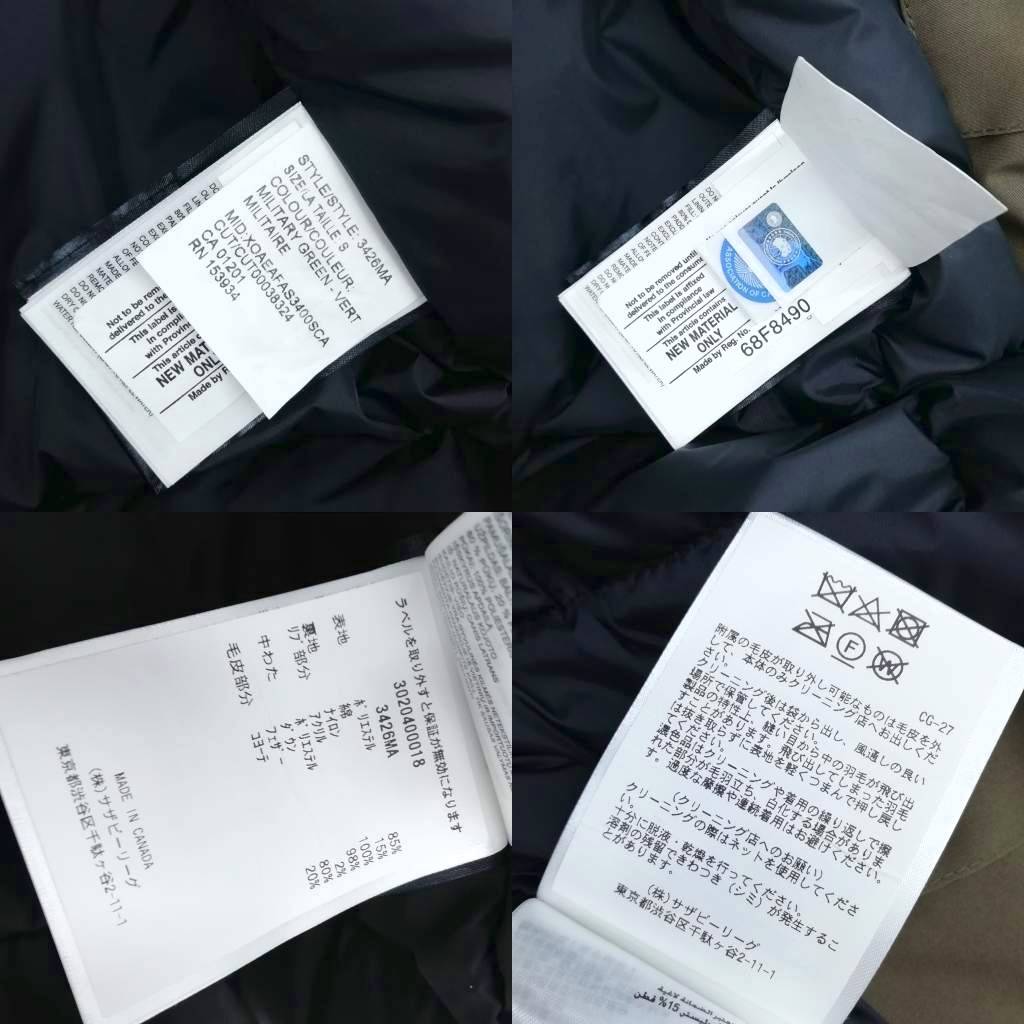 STYLE/STYLE: 3426MA
SIZE/LA TAILLE S
COLOUR/COULEUR:
MILITARY GREEN - VERT
MILITAIRE
MID:XOAEAFAS3400SCA
CUT/CUT00038324
CA 01201
RN 159934
Not to be rem
delivered to the
This label is
in complian
with Provincial
This article
NEW MAT
ONL
Made by R
Not to be removed until
delivered to the consume
This label is affixed
in compliance
with Provincial law
This article contains
NEW MATERIAL
ONLY
Made by Reg. No.
68F8490
ASSOCIATION OF CA
ラベルを取り外すと保証が無効になります
3020400018
3426MA
表地 ポリエステル 85%
綿 15%
裏地 ナイロン 100%
リブ部分 アクリル 98%
ポリエステル 2%
中わた ダウン 80%
フェザー 20%
毛皮部分 コヨーテ
MADE IN CANADA
(株)サザビーリーグ
東京都渋谷区千駄ヶ谷2-11-1
F
W
CG-27
附属の毛皮が取り外し可能なものは毛皮を外
して、本体のみクリーニング店へお出しくだ
さい。
クリーニング後は袋から出し、風通しの良い
場所で保管してください。
製品の特性上、縫い目から中の羽毛が飛び出
すことがあります。飛び出してしまった羽毛
は抜き取らずに表地を軽くつまんで押し戻し
てください。
濃色品はクリーニングや着用の繰り返しで擦
れた部分が毛羽立ち、白化する場合がありま
す。過度な摩擦や連続着用はお避けください。
(クリーニング店へのお願い)
クリーニングの際はネットを使用してくださ
い。
十分に脱液・乾燥を行ってください。
溶剤の残留できわつき(シミ)が発生するこ
とがあります。
(株)サザビーリーグ
東京都渋谷区千駄ヶ谷2-11-1